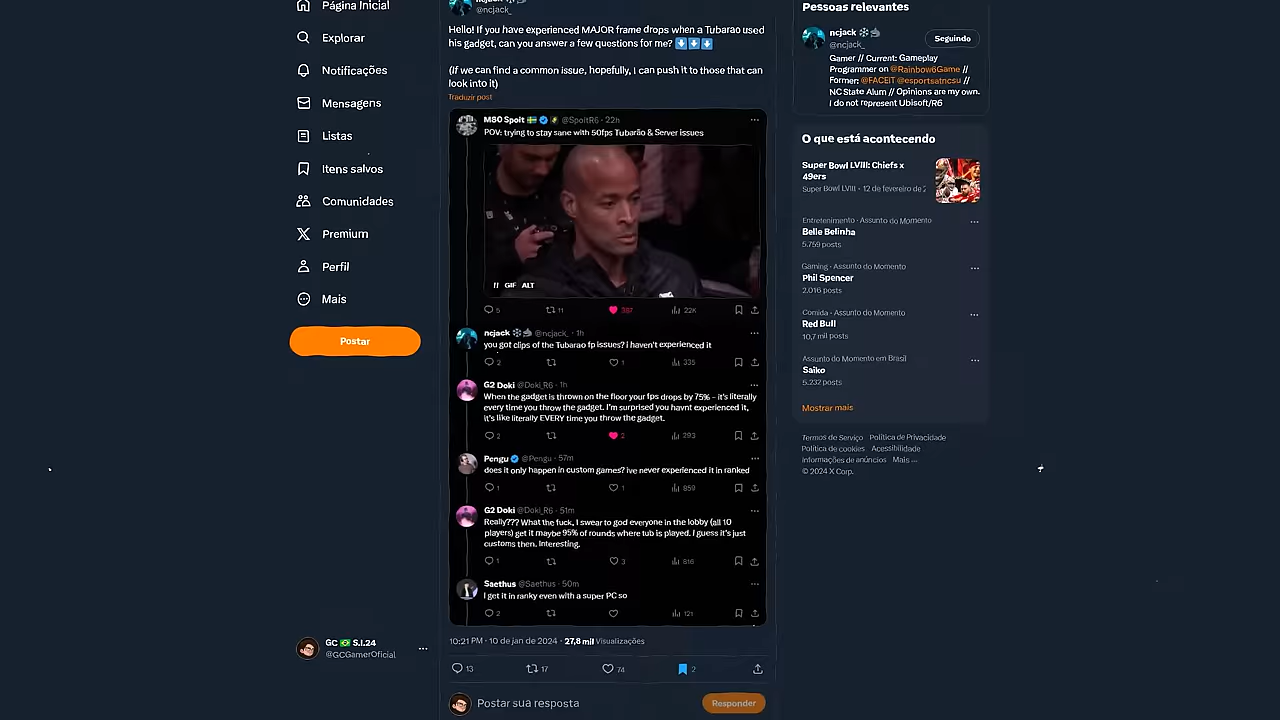 Página Inicial
Explorar
Notificações
Mensagens
Listas
Itens salvos
Comunidades
Premium
Perfil
Mais
Postar
GC 🇧🇷 S.I.24
@GCGamerOficial
@ncjack_
Hello! If you have experienced MAJOR frame drops when a Tubarao used
his gadget, can you answer a few questions for me? ⬇️⬇️⬇️
(If we can find a common issue, hopefully, I can push it to those that can
look into it)
Traduzir post
M80 Spoit 🇸🇪 @SpoitR6 · 22h
POV: trying to stay sane with 50fps Tubarão & Server issues
GIF ALT
5 11 387 22K
ncjack ❄️🦈 @ncjack_ · 1h
you got clips of the Tubarao fp issues? i haven't experienced it
2 1 335
G2 Doki @Doki_R6 · 1h
When the gadget is thrown on the floor your fps drops by 75% - it's literally
every time you throw the gadget. I'm surprised you havnt experienced it,
it's like literally EVERY time you throw the gadget.
2 2 293
Pengu @Pengu · 57m
does it only happen in custom games? ive never experienced it in ranked
1 1 859
G2 Doki @Doki_R6 · 51m
Really??? What the fuck, I swear to god everyone in the lobby (all 10
players) get it maybe 95% of rounds where tub is played. I guess it's just
customs then. Interesting.
1 3 816
Saethus @Saethus · 50m
I get it in ranky even with a super PC so
2 121
10:21 PM · 10 de jan de 2024 · 27,8 mil Visualizações
13 17 74 2
Postar sua resposta
Responder
Pessoas relevantes
ncjack ❄️🦈
@ncjack_
Seguindo
Gamer // Current: Gameplay
Programmer on @Rainbow6Game //
Former: @FACEIT @esportsatncsu //
NC State Alum // Opinions are my own.
I do not represent Ubisoft/R6
O que está acontecendo
Super Bowl LVIII: Chiefs x
49ers
Super Bowl LVIII · 12 de fevereiro de
Entretenimento · Assunto do Momento
Belle Belinha
5.759 posts
Gaming · Assunto do Momento
Phil Spencer
2.016 posts
Comida · Assunto do Momento
Red Bull
10,7 mil posts
Assunto do Momento em Brasil
Saiko
5.232 posts
Mostrar mais
Termos de Serviço Política de Privacidade
Política de cookies Acessibilidade
Informações de anúncios Mais ...
© 2024 X Corp.